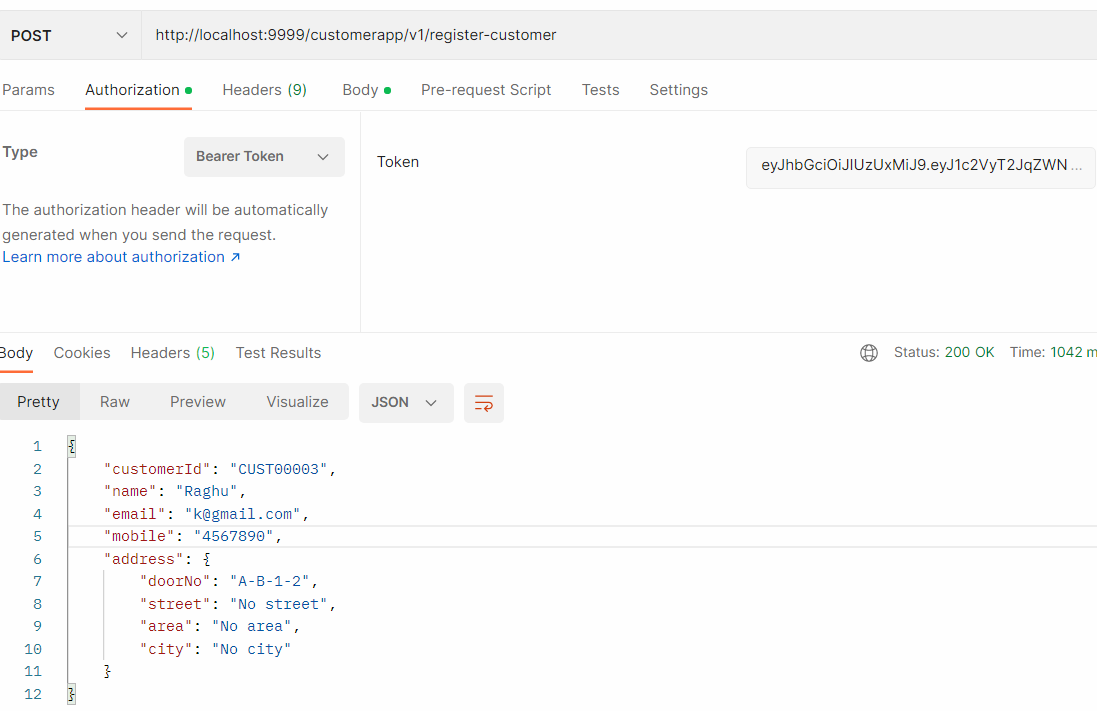 POST http://localhost:9999/customerapp/v1/register-customer
Params Authorization Headers (9) Body Pre-request Script Tests Settings
Type Bearer Token Token eyJhbGciOiJIUzUxMiJ9.eyJ1c2VyT2JqZWN ...
The authorization header will be automatically
generated when you send the request.
Learn more about authorization ↗
Body Cookies Headers (5) Test Results Status: 200 OK Time: 1042 m
Pretty Raw Preview Visualize JSON
1 {
2 "customerId": "CUST00003",
3 "name": "Raghu",
4 "email": "k@gmail.com",
5 "mobile": "4567890",
6 "address": {
7 "doorNo": "A-B-1-2",
8 "street": "No street",
9 "area": "No area",
10 "city": "No city"
11 }
12 }